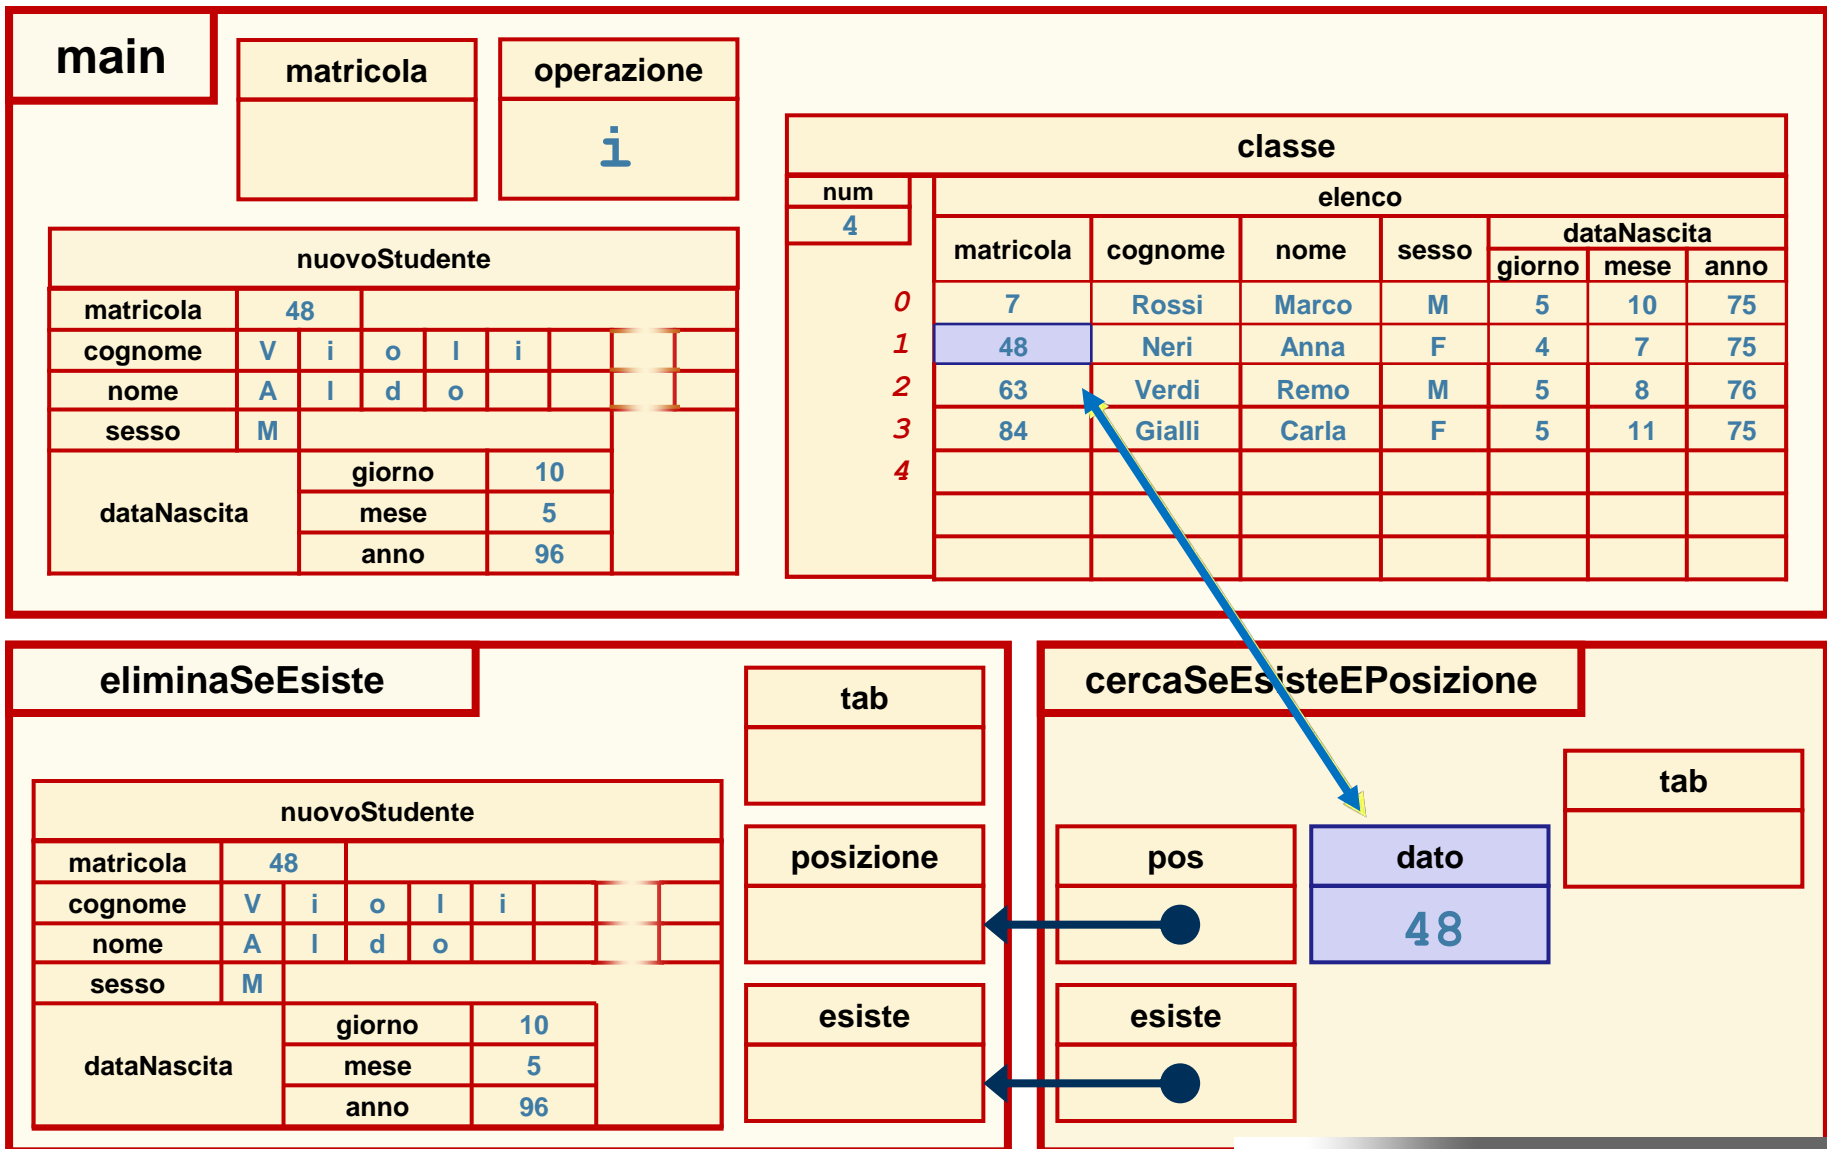 main
matricola
operazione
i
nuovoStudente
matricola 48
cognome V i o l i
nome A l d o
sesso M
dataNascita
giorno 10
mese 5
anno 96
classe
num
4
elenco
matricola cognome nome sesso dataNascita
giorno mese anno
0 7 Rossi Marco M 5 10 75
1 48 Neri Anna F 4 7 75
2 63 Verdi Remo M 5 8 76
3 84 Gialli Carla F 5 11 75
4
eliminaSeEsiste
tab
nuovoStudente
matricola 48
cognome V i o l i
nome A l d o
sesso M
dataNascita
giorno 10
mese 5
anno 96
posizione
esiste
cercaSeEsisteEPosizione
tab
pos
dato
48
esiste